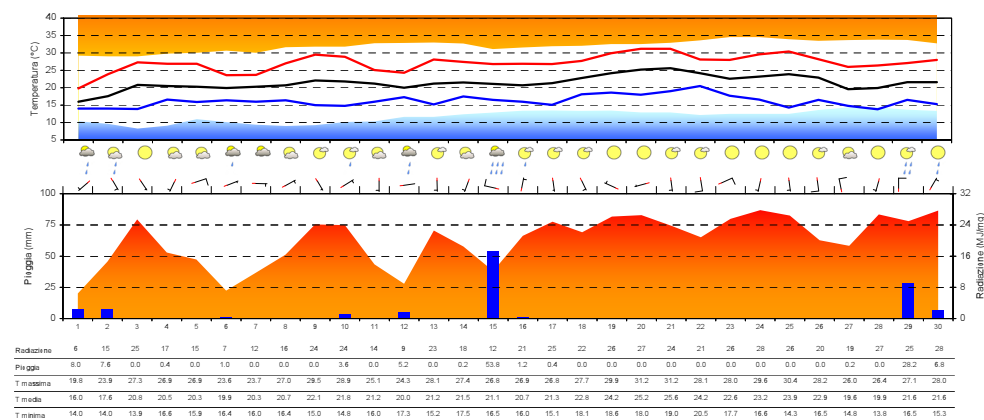 Temperatura (°C)
40
35
30
25
20
15
10
5
Pioggia (mm)
100
75
50
25
0
32
24
16
8
0
Radiazione (MJ/mq)
1 2 3 4 5 6 7 8 9 10 11 12 13 14 15 16 17 18 19 20 21 22 23 24 25 26 27 28 29 30
Radiazione 6 15 25 17 15 7 12 16 24 24 14 9 23 18 12 21 25 22 26 27 24 21 26 28 26 20 19 27 25 28
Pioggia 8.0 7.6 0.0 0.4 0.0 1.0 0.0 0.0 0.0 3.6 0.0 5.2 0.0 0.2 53.8 1.2 0.4 0.0 0.0 0.0 0.0 0.0 0.0 0.0 0.0 0.0 0.2 0.0 28.2 6.8
T massima 19.8 23.9 27.3 26.9 26.9 23.6 23.7 27.0 29.5 28.9 25.1 24.3 28.1 27.4 26.8 26.9 26.8 27.7 29.9 31.2 31.2 28.1 28.0 29.6 30.4 28.2 26.0 26.4 27.1 28.0
T media 16.0 17.6 20.8 20.5 20.3 19.9 20.3 20.7 22.1 21.8 21.2 20.0 21.2 21.5 21.1 20.7 21.3 22.8 24.2 25.2 25.6 24.2 22.6 23.2 23.9 22.9 19.6 19.9 21.6 21.6
T minima 14.0 14.0 13.9 16.6 15.9 16.4 16.0 16.4 15.0 14.8 16.0 17.3 15.2 17.5 16.5 16.0 15.1 18.1 18.6 18.0 19.0 20.5 17.7 16.6 14.3 16.5 14.8 13.9 16.5 15.3